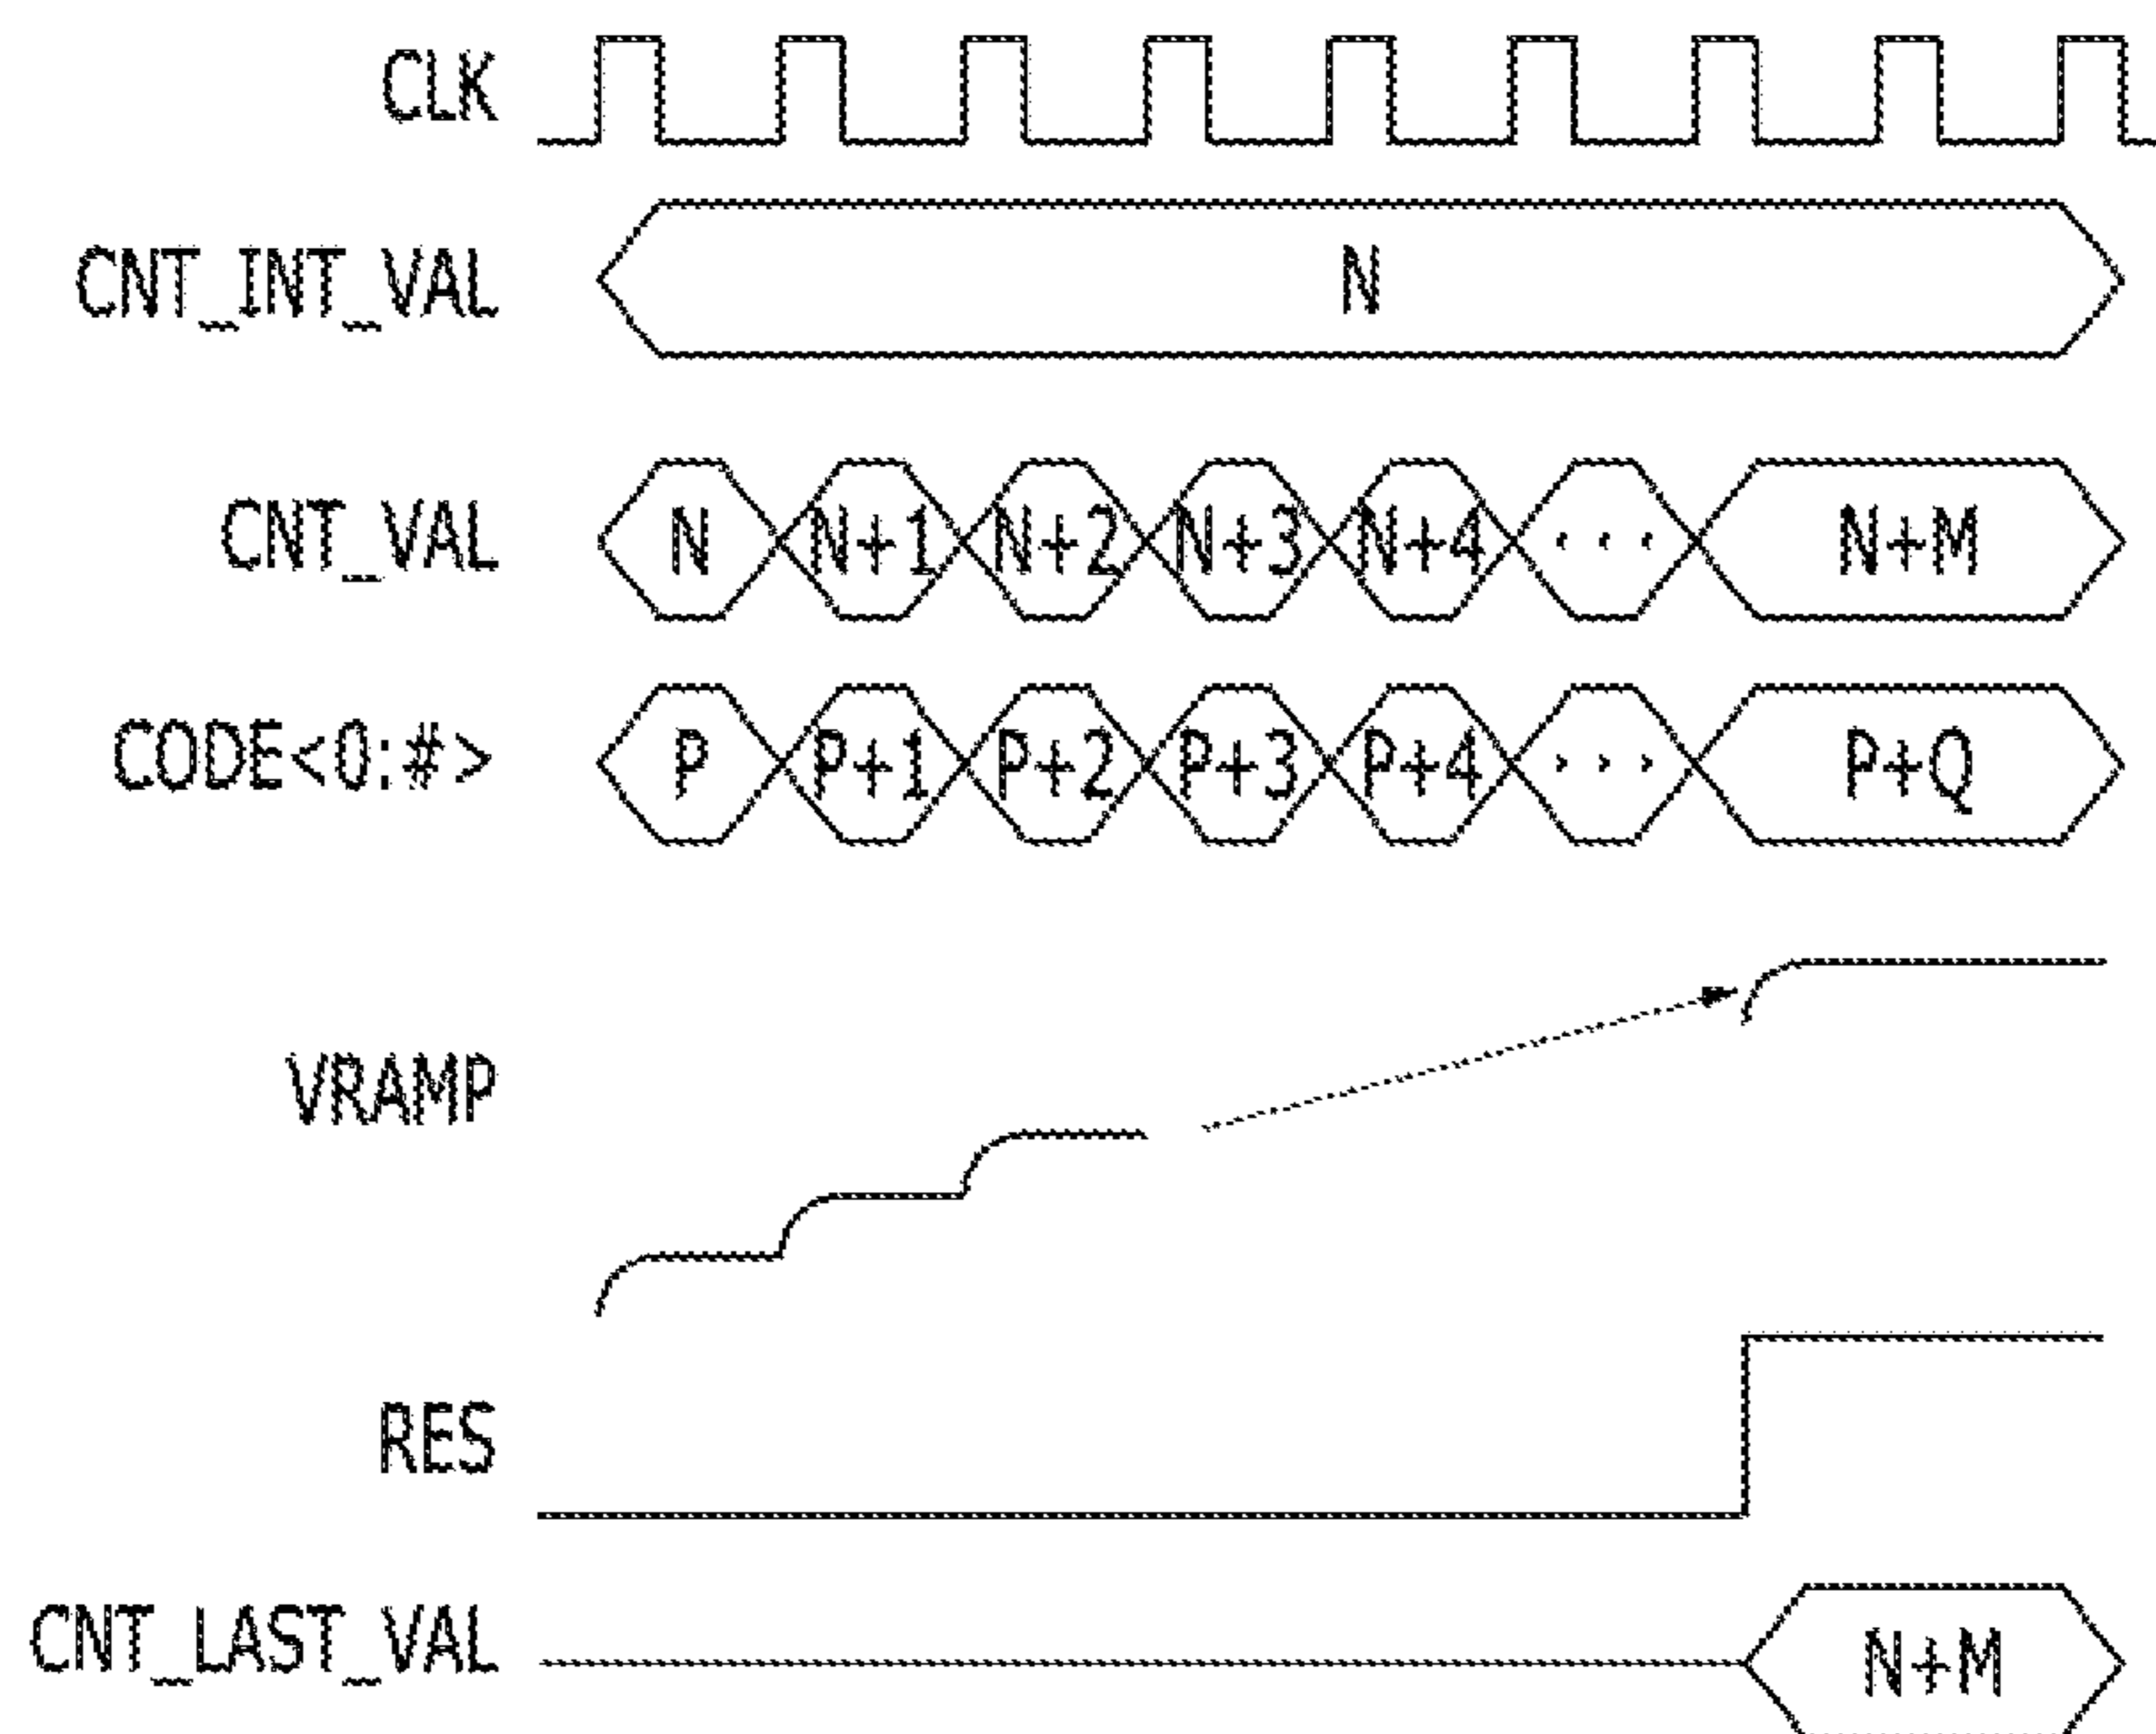 CLK
CNT_INT_VAL N
CNT_VAL N N+1 N+2 N+3 N+4 ··· N+M
CODE<0:#> P P+1 P+2 P+3 P+4 ··· P+Q
VRAMP
RES
CNT_LAST_VAL N+M